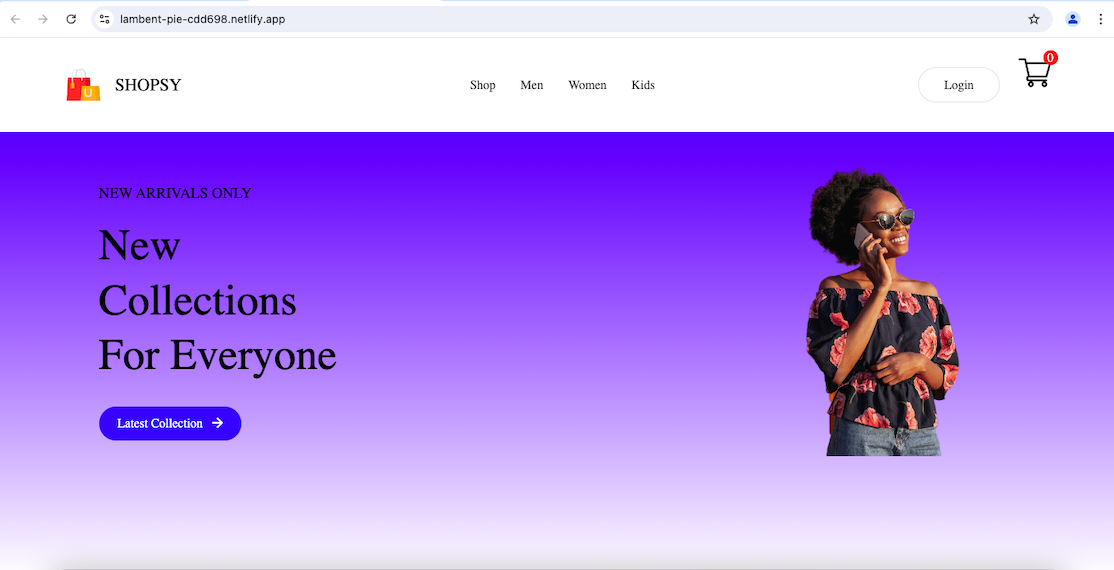 lambent-pie-cdd698.netlify.app
SHOPSY
Shop Men Women Kids
Login
0
U
NEW ARRIVALS ONLY
New
Collections
For Everyone
Latest Collection